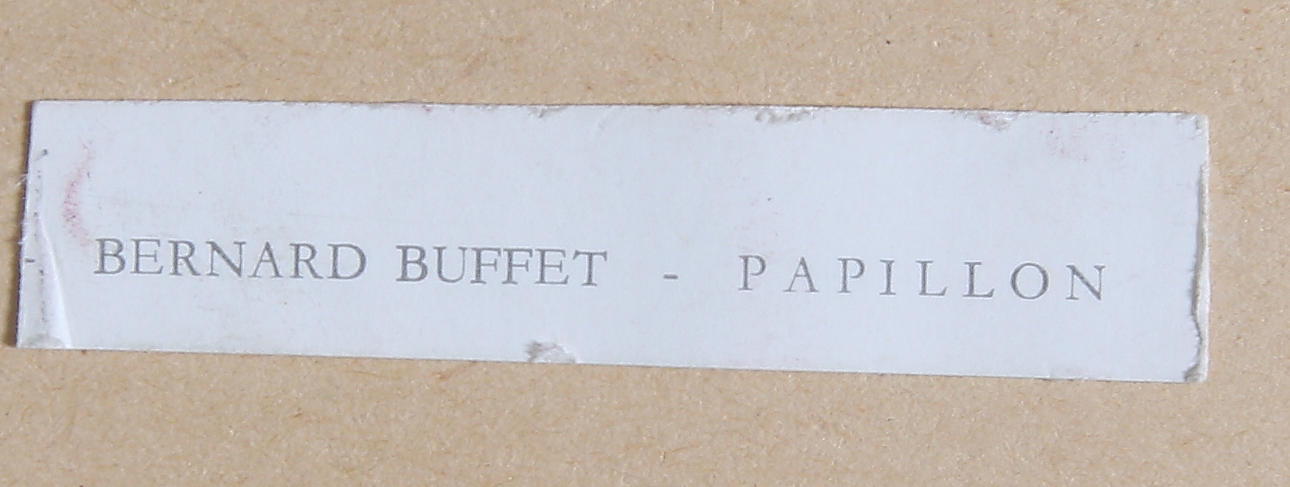 BERNARD BUFFET - PAPILLON